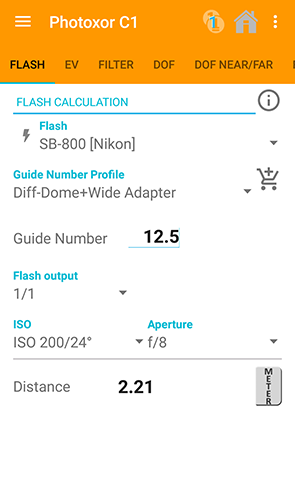 Photoxor C1
FLASH EV FILTER DOF DOF NEAR/FAR
FLASH CALCULATION
Flash
SB-800 [Nikon]
Guide Number Profile
Diff-Dome+Wide Adapter
Guide Number 12.5
Flash output
1/1
ISO Aperture
ISO 200/24° f/8
Distance 2.21
METER